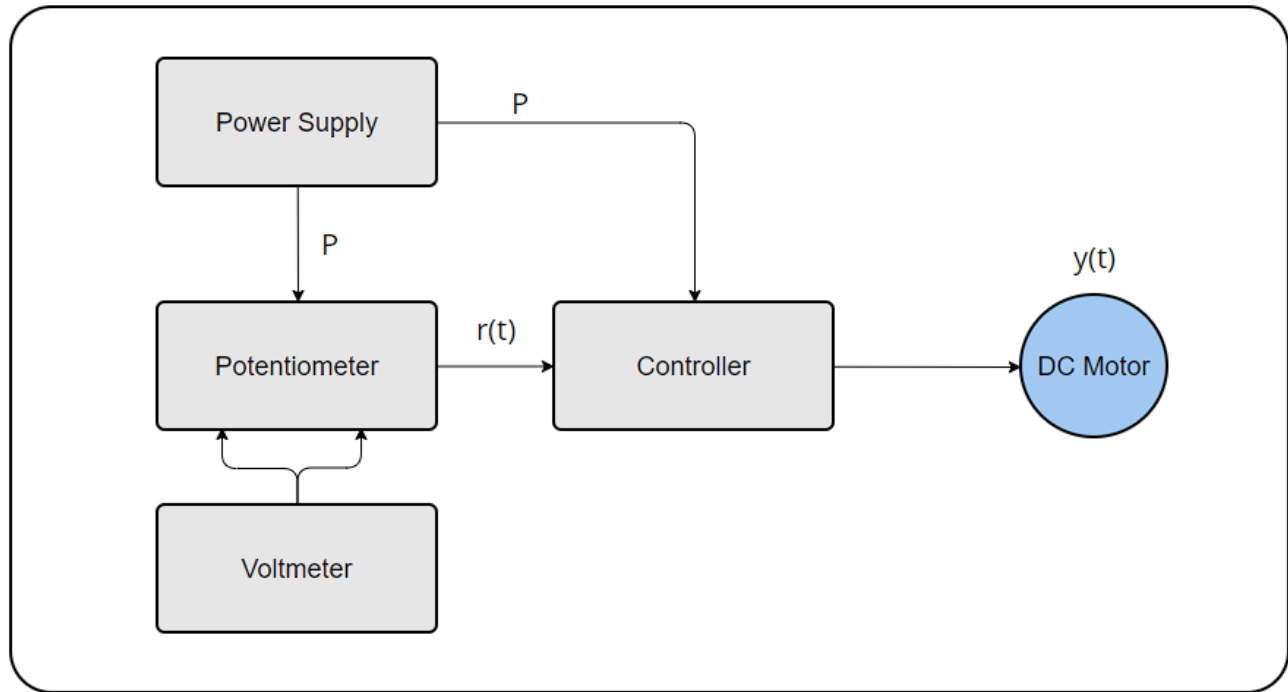 Power Supply
P
P
y(t)
Potentiometer
r(t)
Controller
DC Motor
Voltmeter